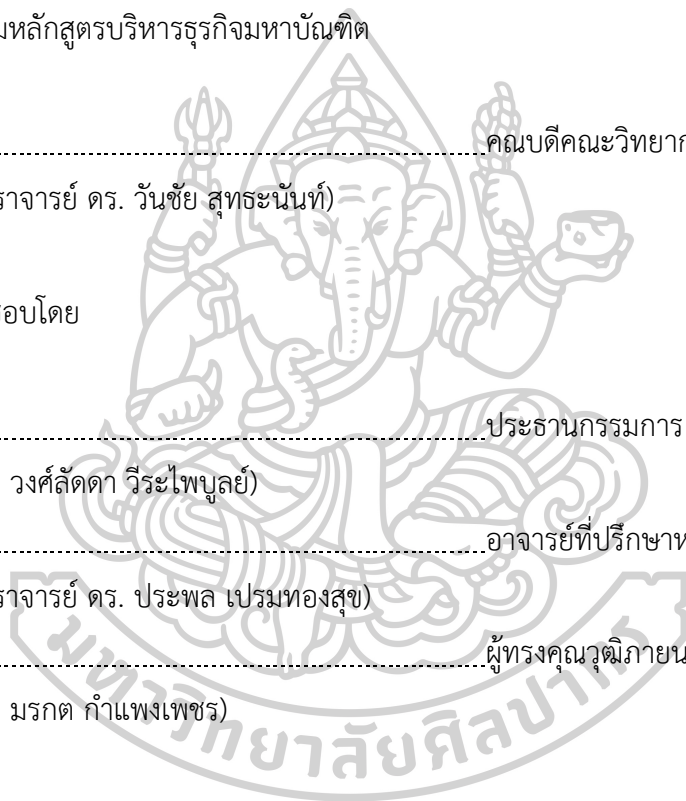 มหลักสูตรบริหารธุรกิจมหาบัณฑิต
คณบดีคณะวิทยาก
ราจารย์ ดร. วันชัย สุทธะนันท์)
สอบโดย
ประธานกรรมการ
วงศ์ลัดดา วีระไพบูลย์)
อาจารย์ที่ปรึกษาห
ราจารย์ ดร. ประพล เปรมทองสุข)
ผู้ทรงคุณวุฒิภายน
มรกต กำแพงเพชร)
มหาวิทยาลัยศิลปากร